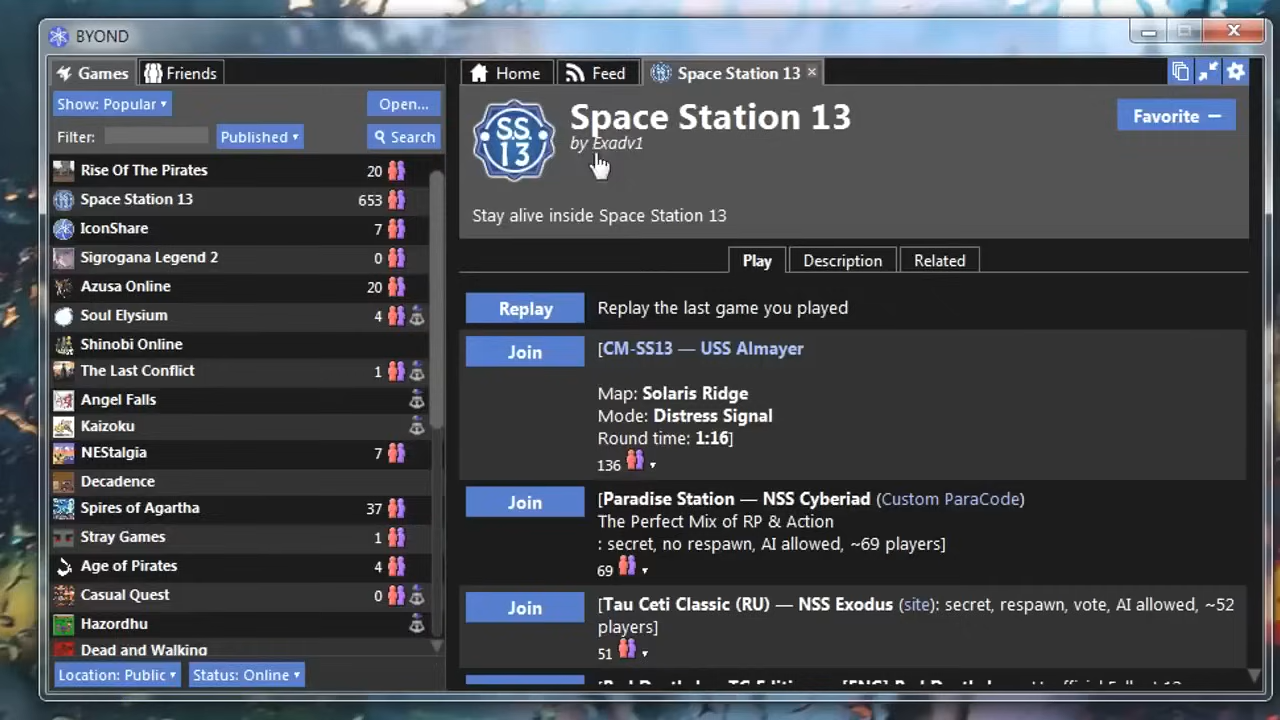 BYOND
Games
Friends
Show: Popular
Open...
Filter:
Published
Search
Rise Of The Pirates 20
Space Station 13 653
IconShare 7
Sigrogana Legend 2 0
Azusa Online 20
Soul Elysium 4
Shinobi Online
The Last Conflict 1
Angel Falls
Kaizoku
NEStalgia 7
Decadence
Spires of Agartha 37
Stray Games 1
Age of Pirates 4
Casual Quest 0
Hazordhu
Dead and Walking
Location: Public
Status: Online
Home
Feed
Space Station 13
S.S.
13
Space Station 13
by Exadv1
Favorite
Stay alive inside Space Station 13
Play
Description
Related
Replay
Replay the last game you played
Join
[CM-SS13 — USS Almayer
Map: Solaris Ridge
Mode: Distress Signal
Round time: 1:16]
136
Join
[Paradise Station — NSS Cyberiad (Custom ParaCode)
The Perfect Mix of RP & Action
: secret, no respawn, AI allowed, ~69 players]
69
Join
[Tau Ceti Classic (RU) — NSS Exodus (site): secret, respawn, vote, AI allowed, ~52
players]
51